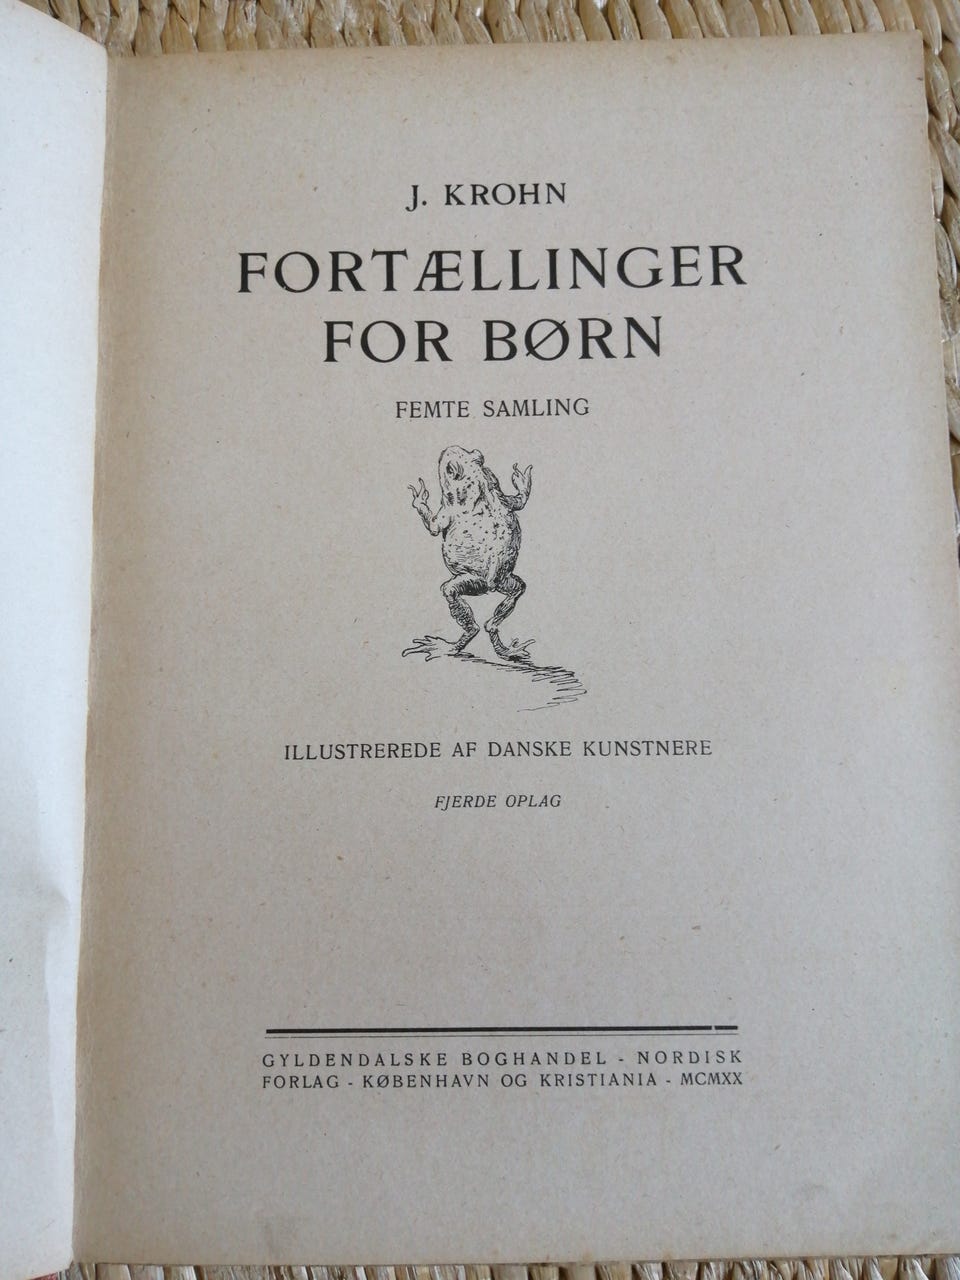 J. KROHN
FORTÆLLINGER
FOR BØRN
FEMTE SAMLING
ILLUSTREREDE AF DANSKE KUNSTNERE
FJERDE OPLAG
GYLDENDALSKE BOGHANDEL - NORDISK
FORLAG - KØBENHAVN OG KRISTIANIA - MCMXX